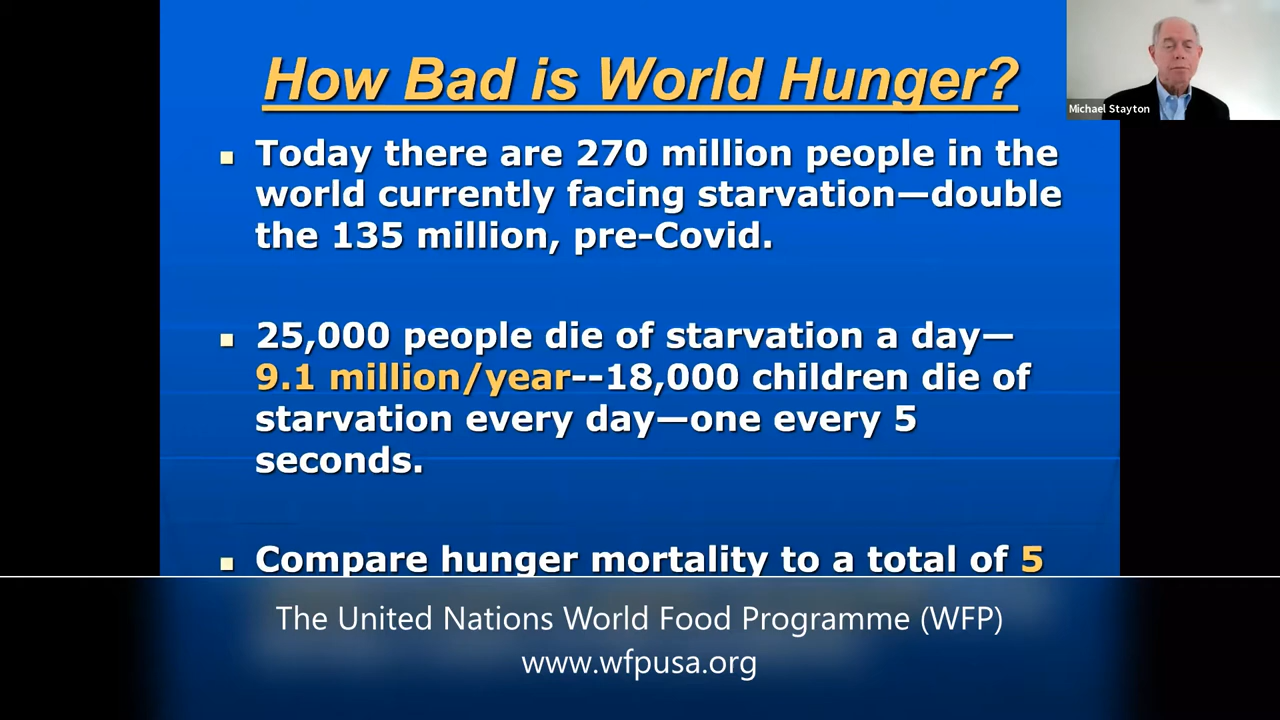 How Bad is World Hunger?
Michael Stayton
Today there are 270 million people in the
world currently facing starvation—double
the 135 million, pre-Covid.
25,000 people die of starvation a day—
9.1 million/year--18,000 children die of
starvation every day—one every 5
seconds.
Compare hunger mortality to a total of 5
The United Nations World Food Programme (WFP)
www.wfpusa.org